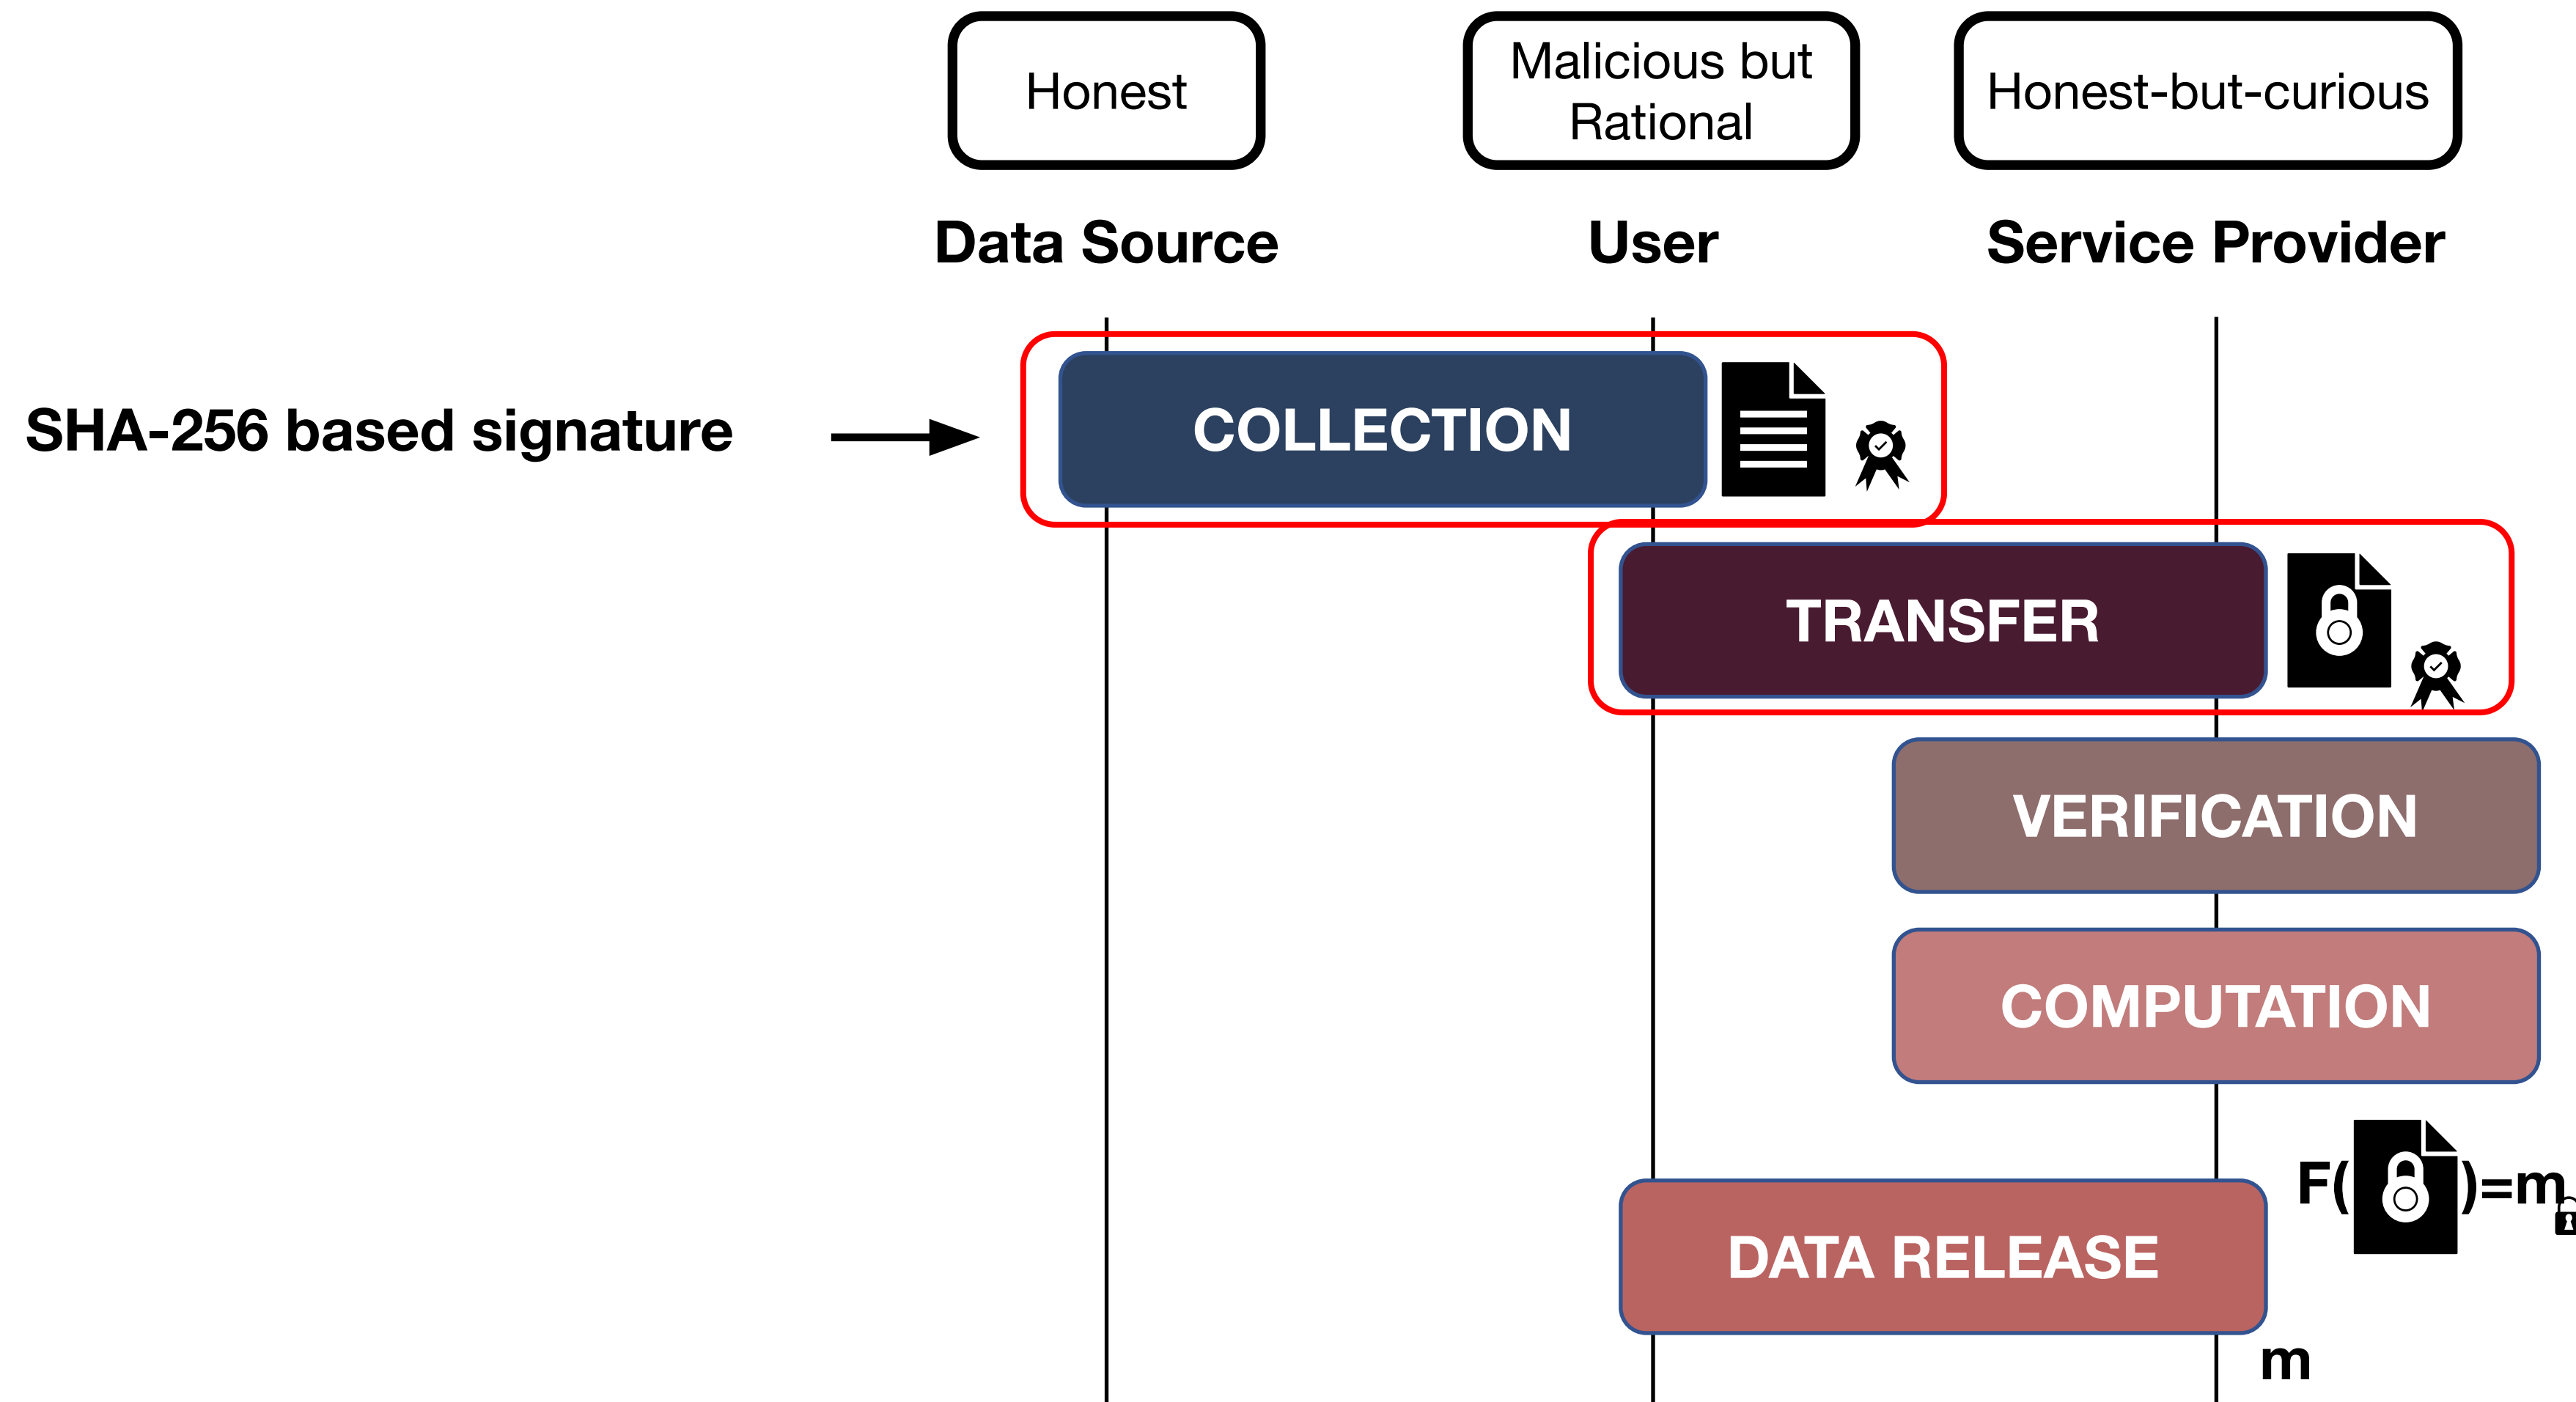 Honest
Malicious but
Rational
Honest-but-curious
Data Source
User
Service Provider
SHA-256 based signature
COLLECTION
TRANSFER
VERIFICATION
COMPUTATION
F( )=m
DATA RELEASE
m